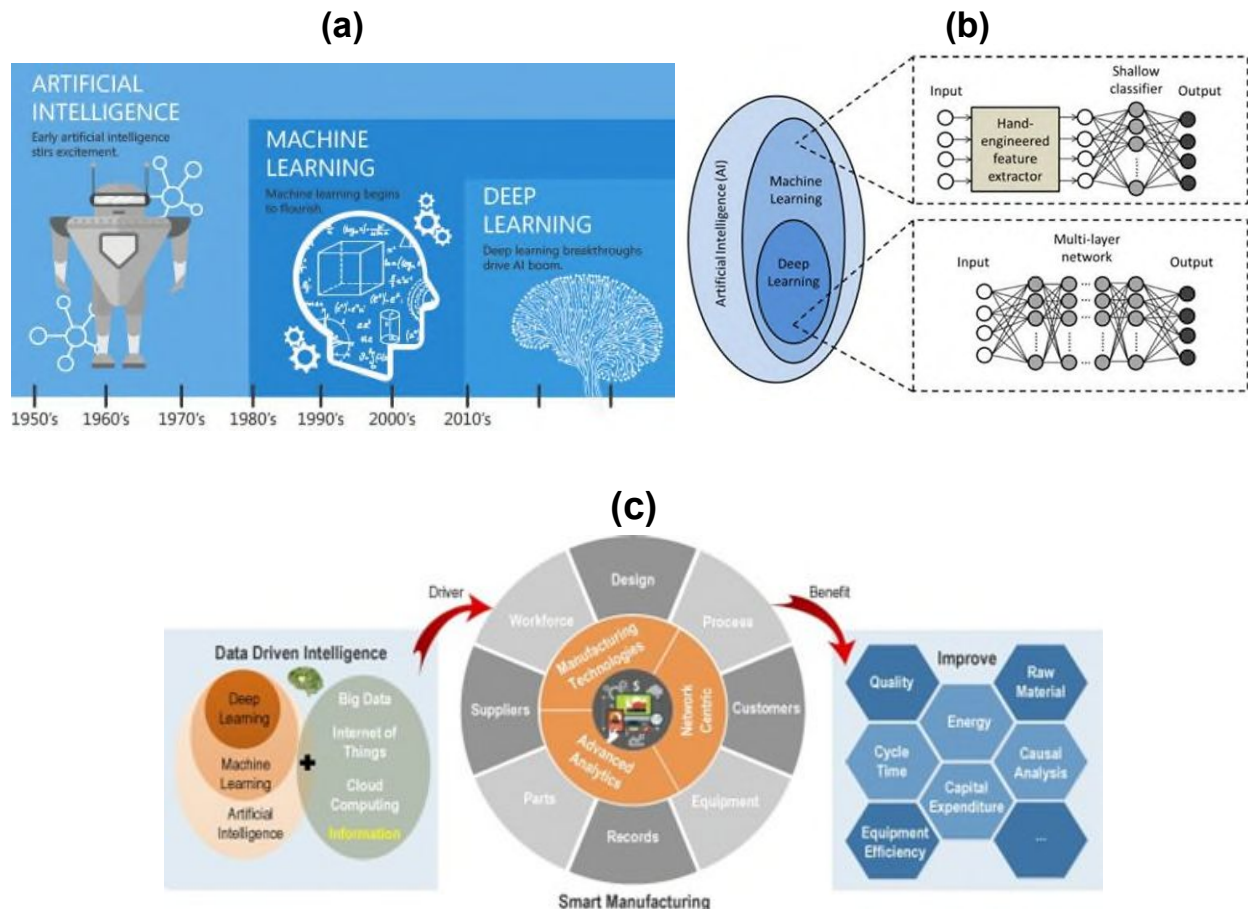 (a)
ARTIFICIAL
INTELLIGENCE
Early artificial intelligence
stirs excitement.
MACHINE
LEARNING
Machine learning begins
to flourish.
DEEP
LEARNING
Deep learning breakthroughs
drive AI boom.
1950's 1960's 1970's 1980's 1990's 2000's 2010's
(b)
Artificial Intelligence (AI)
Machine
Learning
Deep
Learning
Input
Hand-
engineered
feature
extractor
Shallow
classifier
Output
Input
Multi-layer
network
Output
(c)
Data Driven Intelligence
Deep
Learning
Machine
Learning
Artificial
Intelligence
+
Big Data
Internet of
Things
Cloud
Computing
Information
Driver
Design
Process
Customers
Equipment
Records
Parts
Suppliers
Workforce
Manufacturing
Technologies
Network
Centric
Advanced
Analytics
Smart Manufacturing
Benefit
Improve
Quality
Raw
Material
Energy
Cycle
Time
Causal
Analysis
Capital
Expenditure
Equipment
Efficiency
...